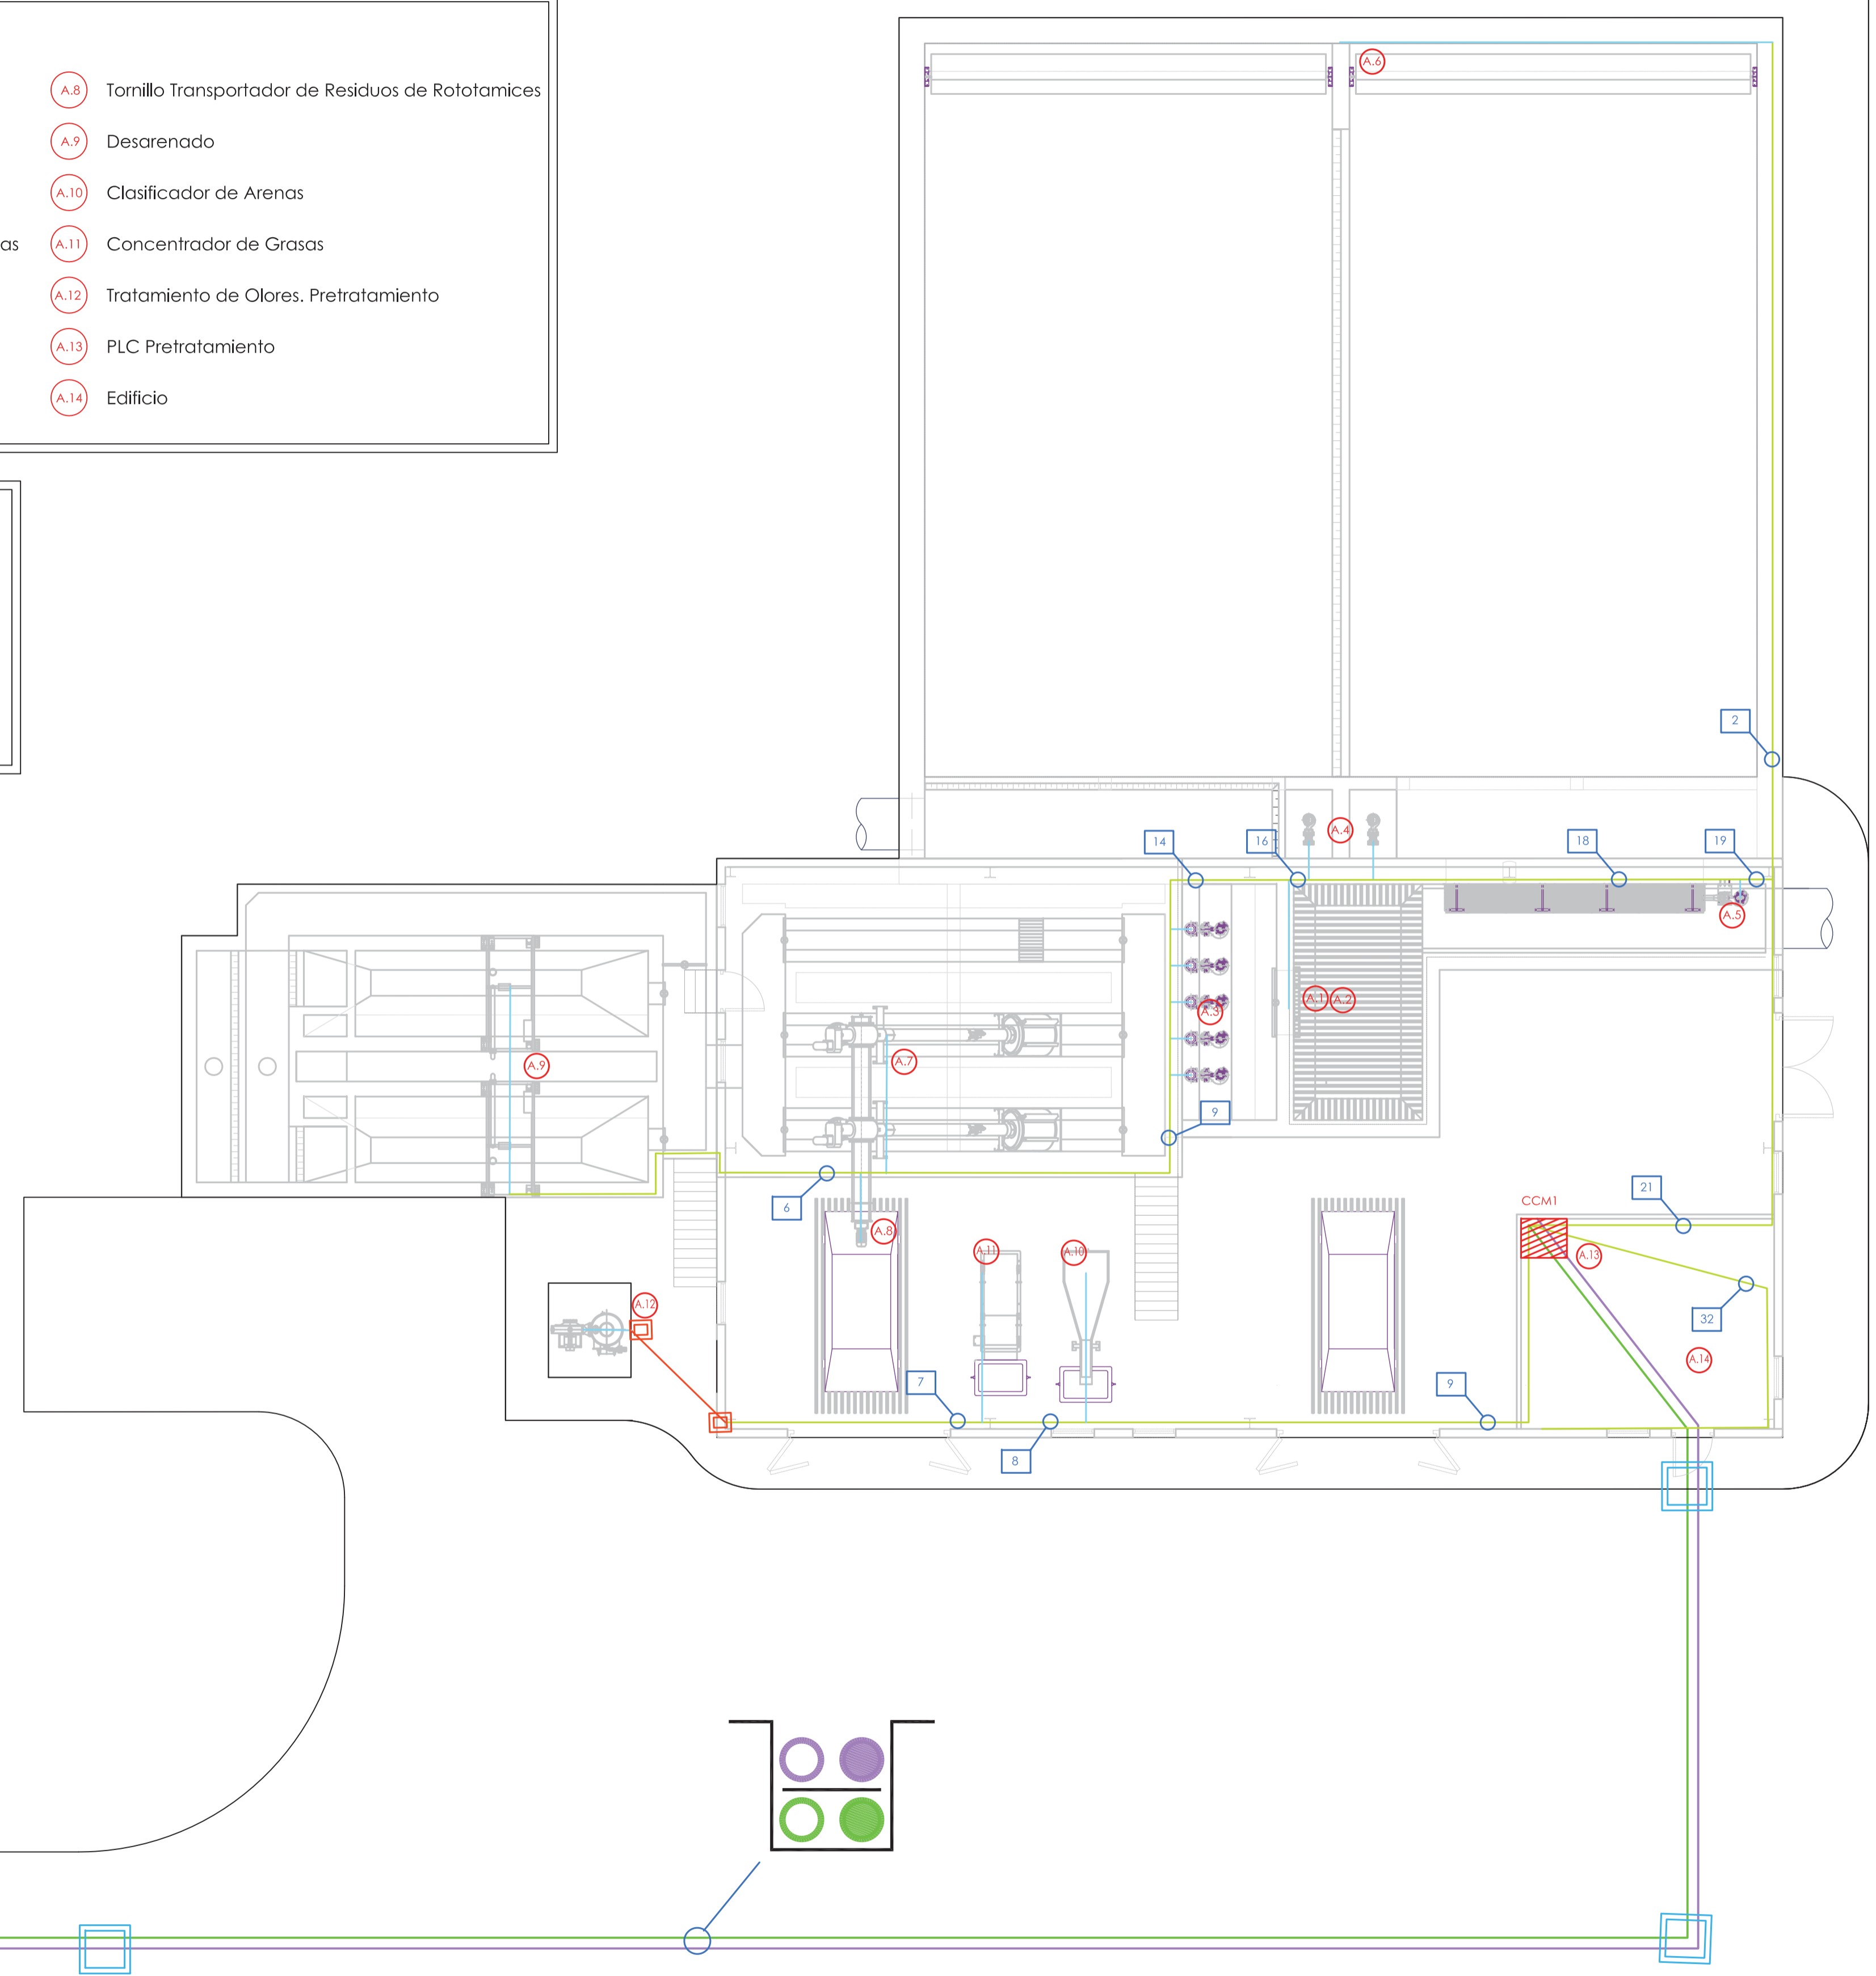 A.8 Tornillo Transportador de Residuos de Rototamices
A.9 Desarenado
A.10 Clasificador de Arenas
as A.11 Concentrador de Grasas
A.12 Tratamiento de Olores. Pretratamiento
A.13 PLC Pretratamiento
A.14 Edificio
A.6
2
14
16
A.4
18
19
A.5
A.1
A.2
A.3
A.7
A.9
9
6
21
CCM1
A.8
A.11
A.10
A.13
A.12
32
A.14
7
9
8